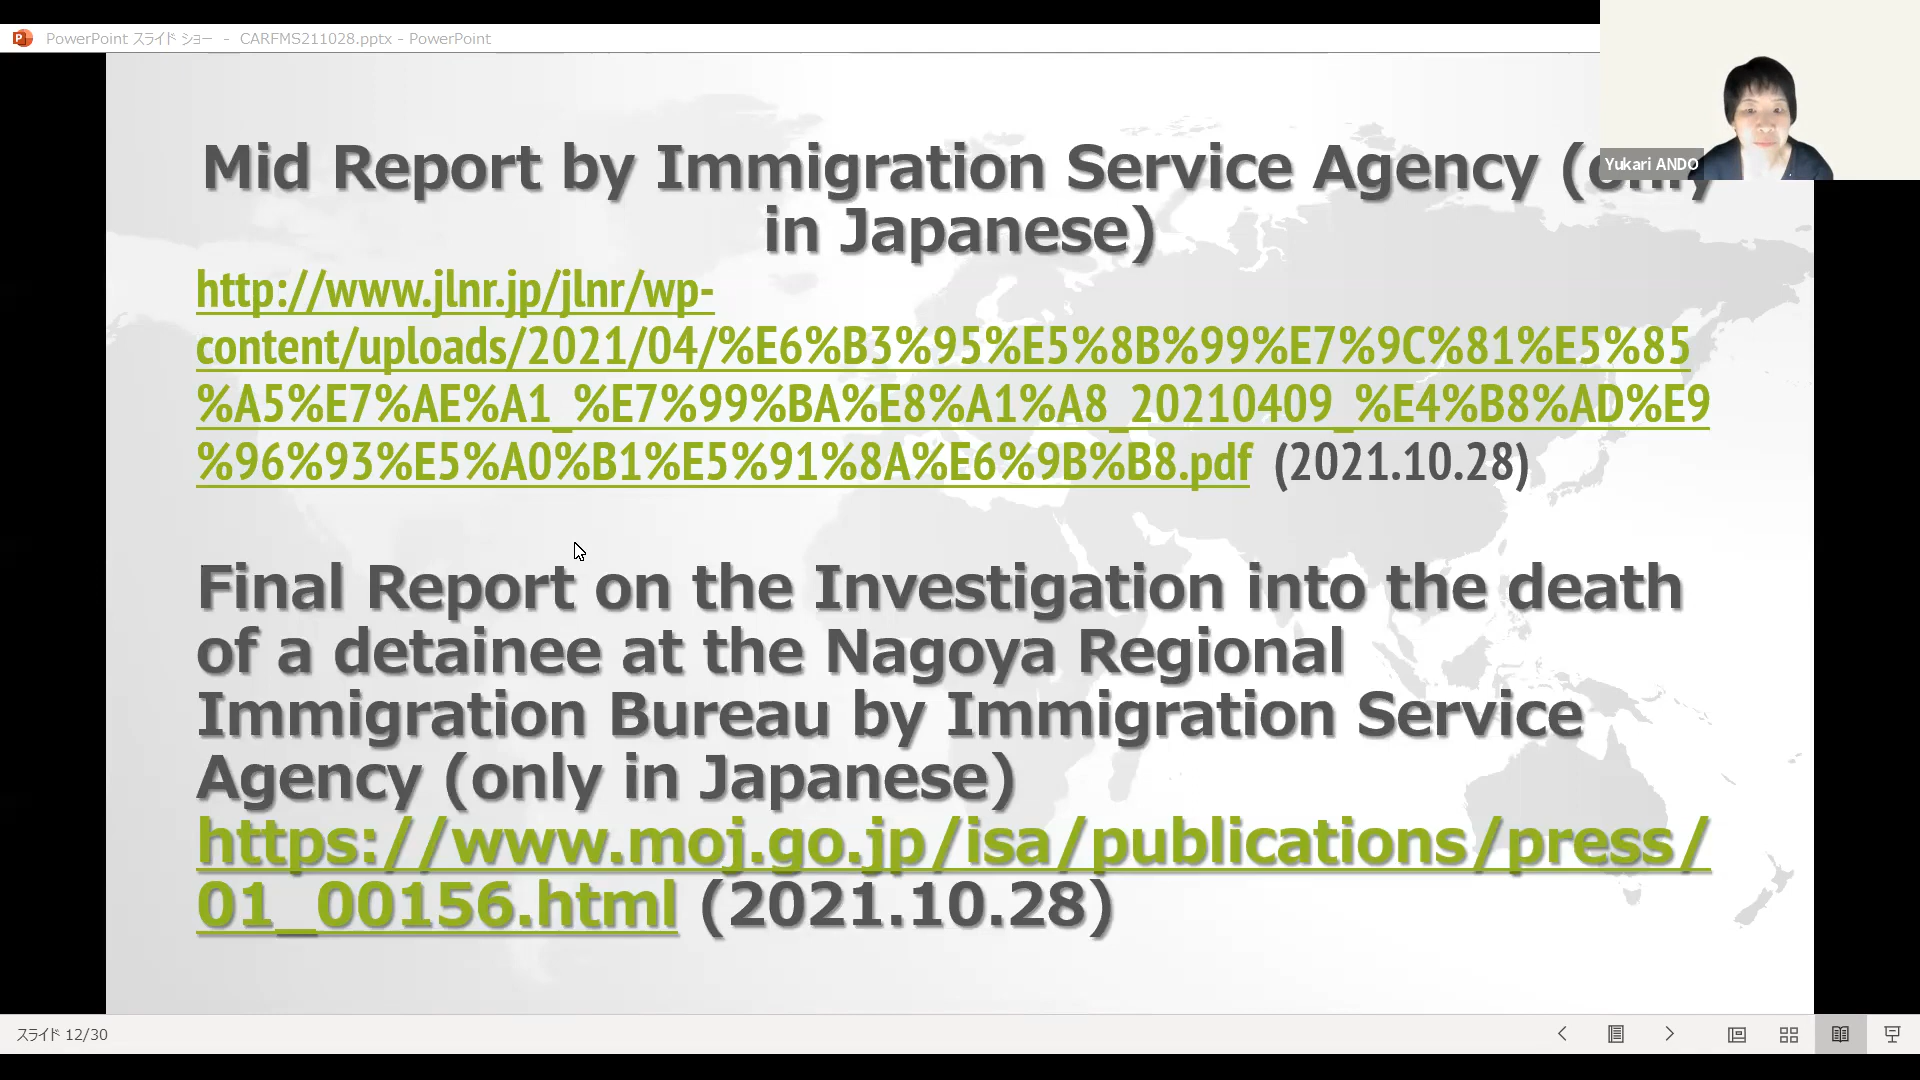 PowerPoint スライド ショー - CARFMS211028.pptx - PowerPoint
Yukari ANDO
Mid Report by Immigration Service Agency (only
in Japanese)
http://www.jlnr.jp/jlnr/wp-
content/uploads/2021/04/%E6%B3%95%E5%8B%99%E7%9C%81%E5%85
%A5%E7%AE%A1_%E7%99%BA%E8%A1%A8_20210409_%E4%B8%AD%E9
%96%93%E5%A0%B1%E5%91%8A%E6%9B%B8.pdf (2021.10.28)
Final Report on the Investigation into the death
of a detainee at the Nagoya Regional
Immigration Bureau by Immigration Service
Agency (only in Japanese)
https://www.moj.go.jp/isa/publications/press/
01_00156.html (2021.10.28)
スライド 12/30